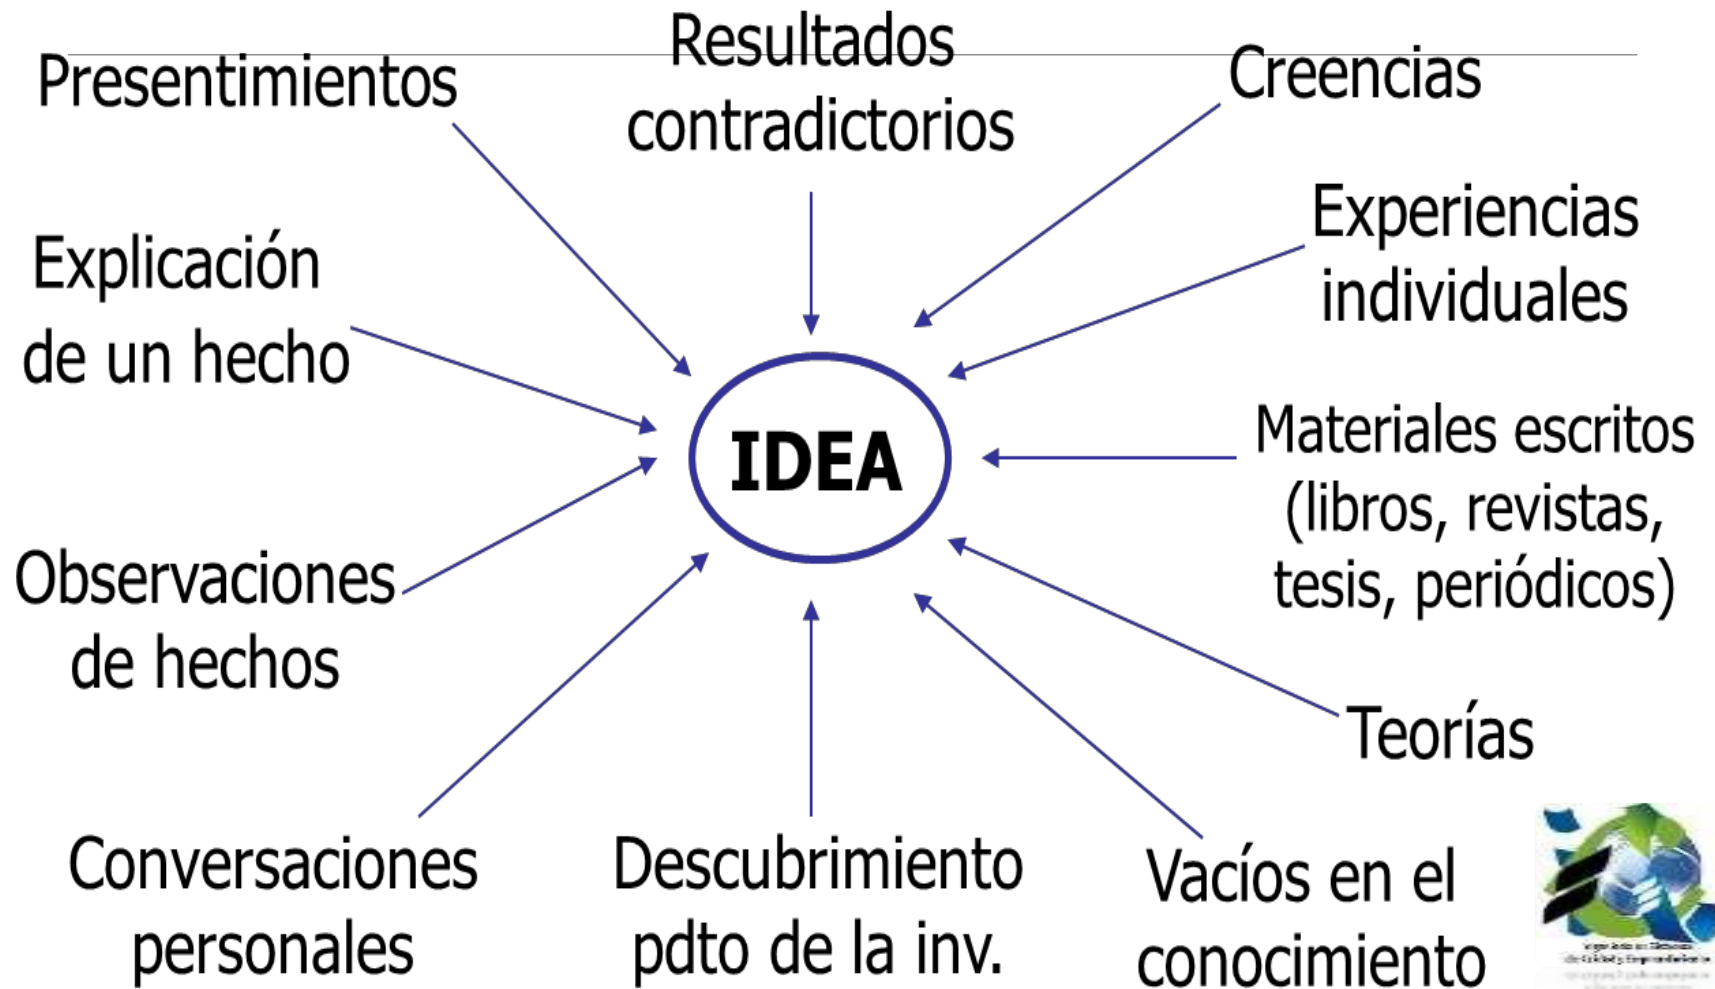 Presentimientos
Resultados
contradictorios
Creencias
Experiencias
individuales
Explicación
de un hecho
IDEA
Materiales escritos
(libros, revistas,
tesis, periódicos)
Observaciones
de hechos
Teorías
Conversaciones
personales
Descubrimiento
pdto de la inv.
Vacíos en el
conocimiento